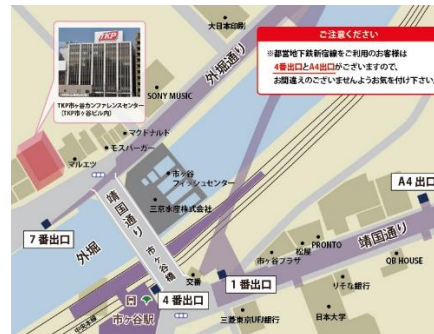 大日本印刷
TKP
外堀通り
ご注意ください
※都営地下鉄新宿線をご利用のお客様は
4番出口とA4出口がございますので、
お間違えのございませんようお気を付け下さい。
TKP市ヶ谷カンファレンスセンター
(TKP市ヶ谷ビル内)
SONY MUSIC
マクドナルド
モスバーガー
マルエツ
市ヶ谷
フィッシュセンター
三京水産株式会社
靖国通り
A4出口
7番出口
外堀
市ヶ谷橋
靖国通り
PRONTO
松屋
市ヶ谷プラザ
QB HOUSE
交番
1番出口
りそな銀行
4番出口
中央本線
市ヶ谷駅
三菱東京UFJ銀行
日本大学